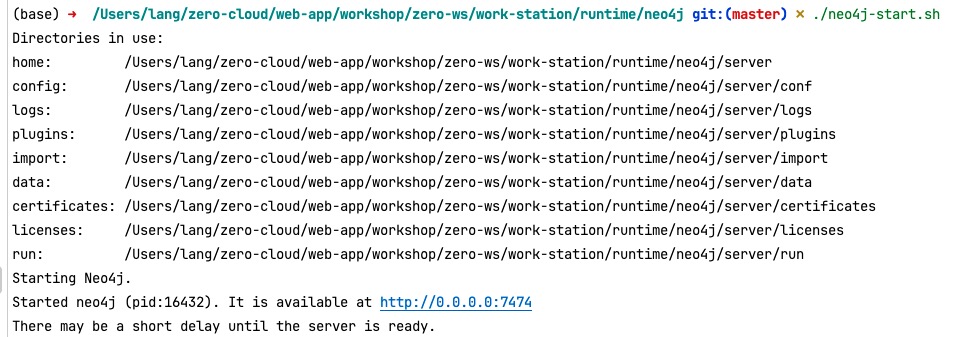 (base) ➜  /Users/lang/zero-cloud/web-app/workshop/zero-ws/work-station/runtime/neo4j git:(master) ✗ ./neo4j-start.sh
Directories in use:
home:         /Users/lang/zero-cloud/web-app/workshop/zero-ws/work-station/runtime/neo4j/server
config:       /Users/lang/zero-cloud/web-app/workshop/zero-ws/work-station/runtime/neo4j/server/conf
logs:         /Users/lang/zero-cloud/web-app/workshop/zero-ws/work-station/runtime/neo4j/server/logs
plugins:      /Users/lang/zero-cloud/web-app/workshop/zero-ws/work-station/runtime/neo4j/server/plugins
import:       /Users/lang/zero-cloud/web-app/workshop/zero-ws/work-station/runtime/neo4j/server/import
data:         /Users/lang/zero-cloud/web-app/workshop/zero-ws/work-station/runtime/neo4j/server/data
certificates: /Users/lang/zero-cloud/web-app/workshop/zero-ws/work-station/runtime/neo4j/server/certificates
licenses:     /Users/lang/zero-cloud/web-app/workshop/zero-ws/work-station/runtime/neo4j/server/licenses
run:          /Users/lang/zero-cloud/web-app/workshop/zero-ws/work-station/runtime/neo4j/server/run
Starting Neo4j.
Started neo4j (pid:16432). It is available at http://0.0.0.0:7474
There may be a short delay until the server is ready.